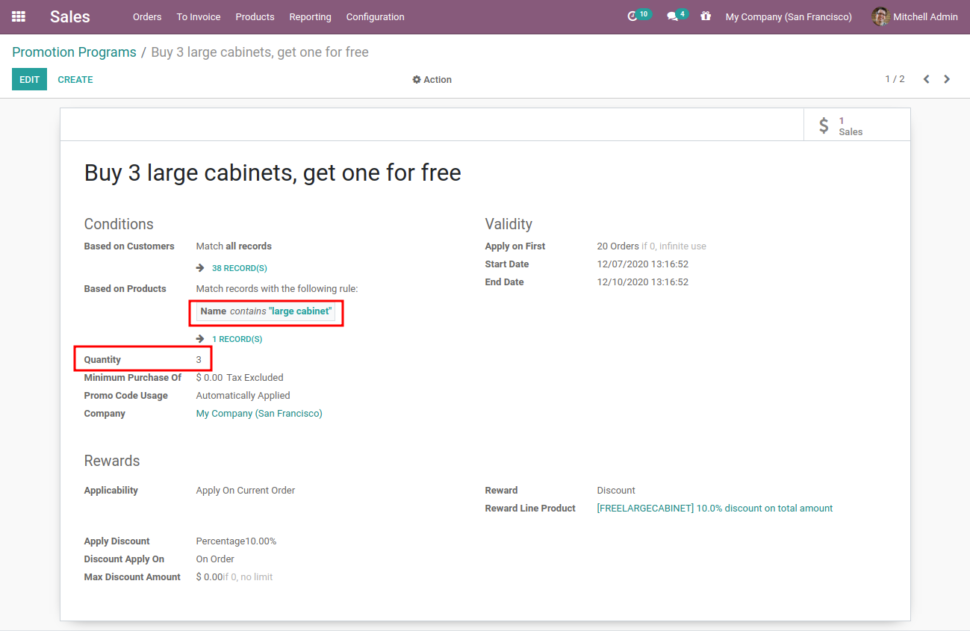 Sales Orders To Invoice Products Reporting Configuration 10 4 My Company (San Francisco) Mitchell Admin
Promotion Programs / Buy 3 large cabinets, get one for free
EDIT CREATE Action 1 / 2
$ 1 Sales
Buy 3 large cabinets, get one for free
Conditions
Based on Customers Match all records
38 RECORD(S)
Based on Products Match records with the following rule:
Name contains "large cabinet"
1 RECORD(S)
Quantity 3
Minimum Purchase Of $ 0.00 Tax Excluded
Promo Code Usage Automatically Applied
Company My Company (San Francisco)
Validity
Apply on First 20 Orders if 0, infinite use
Start Date 12/07/2020 13:16:52
End Date 12/10/2020 13:16:52
Rewards
Applicability Apply On Current Order
Reward Discount
Reward Line Product [FREELARGECABINET] 10.0% discount on total amount
Apply Discount Percentage10.00%
Discount Apply On On Order
Max Discount Amount $ 0.00if 0, no limit